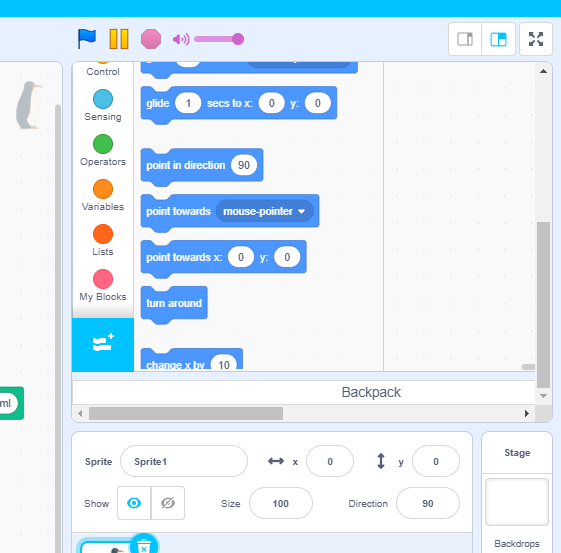 Control
glide 1 secs to x: 0 y: 0
Sensing
Operators
point in direction 90
Variables
point towards mouse-pointer
Lists
point towards x: 0 y: 0
My Blocks
turn around
change x by 10
Backpack
Sprite Sprite1 x 0 y 0
Show Size 100 Direction 90
Stage
Backdrops